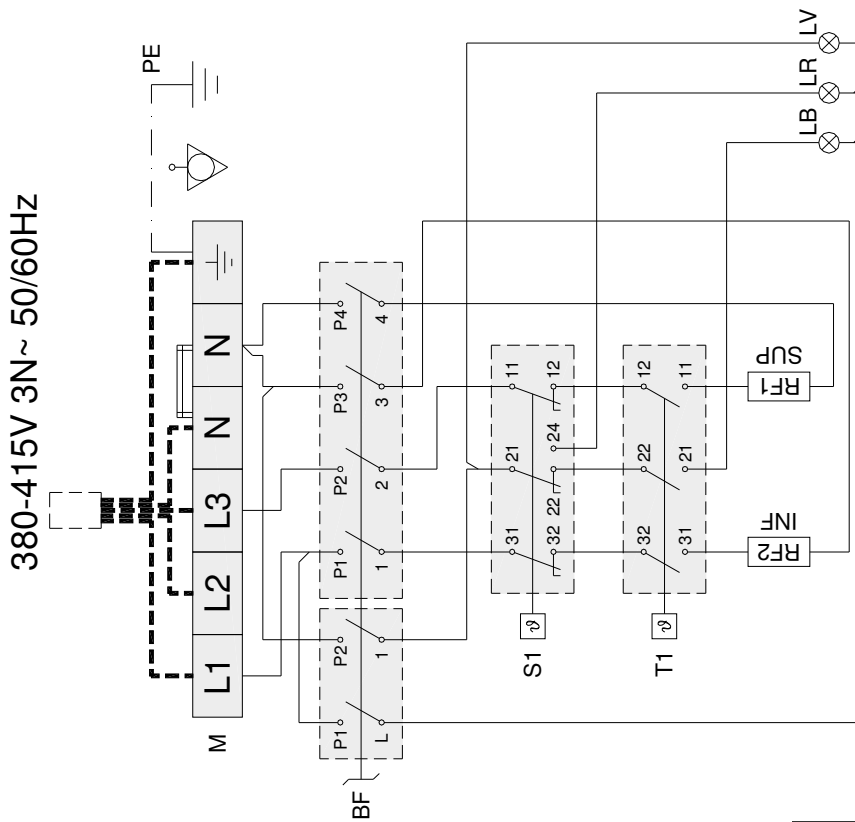 380-415V 3N~ 50/60Hz
PE
M
L1 L2 L3 N N
BF
P1 P2 P1 P2 P3 P4
L 1 1 2 3 4
LV
LR
LB
S1
ϑ
31 21 11
32 22 24 12
T1
ϑ
32 22 12
31 21 11
RF2
INF
RF1
SUP